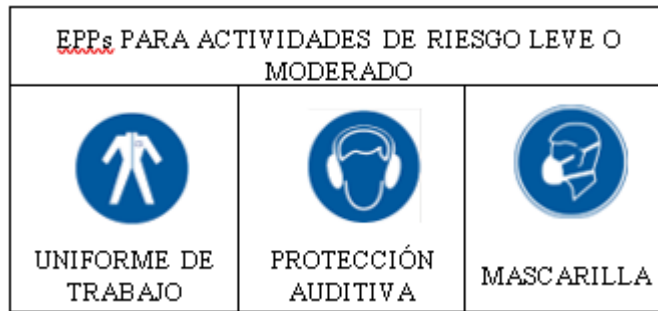 EPPs PARA ACTIVIDADES DE RIESGO LEVE O
MODERADO
UNIFORME DE
TRABAJO
PROTECCIÓN
AUDITIVA
MASCARILLA